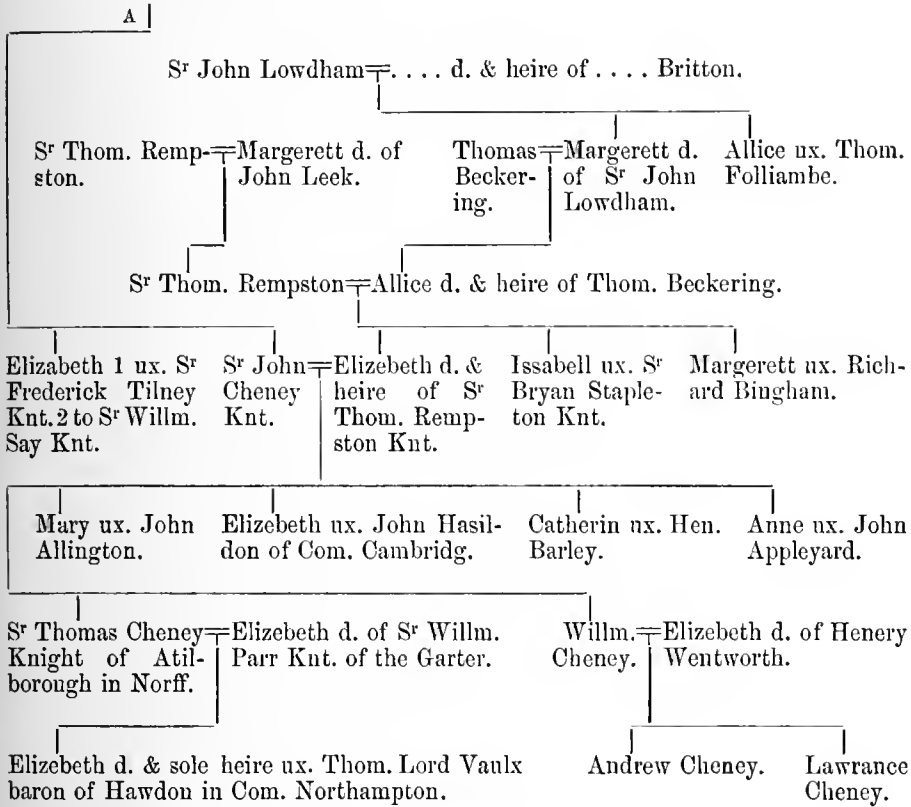 A
Sr John Lowdham=. . . . d. & heire of . . . . Britton.
Sr Thom. Remp-
ston.
Margerett d. of
John Leek.
Thomas
Becker-
ing.
Margerett d.
of Sr John
Lowdham.
Allice ux. Thom.
Folliambe.
Sr Thom. Rempston=Allice d. & heire of Thom. Beckering.
Elizabeth 1 ux. Sr
Frederick Tilney
Knt. 2 to Sr Willm.
Say Knt.
Sr John
Cheney
Knt.
Elizebeth d. &
heire of Sr
Thom. Remp-
ston Knt.
Issabell ux. Sr
Bryan Staple-
ton Knt.
Margerett ux. Rich-
ard Bingham.
Mary ux. John
Allington.
Elizebeth ux. John Hasil-
don of Com. Cambridg.
Catherin ux. Hen.
Barley.
Anne ux. John
Appleyard.
Sr Thomas Cheney
Knight of Atil-
borough in Norff.
Elizebeth d. of Sr Willm.
Parr Knt. of the Garter.
Willm.
Cheney.
Elizebeth d. of Henery
Wentworth.
Elizebeth d. & sole heire ux. Thom. Lord Vaulx
baron of Hawdon in Com. Northampton.
Andrew Cheney.
Lawrance
Cheney.